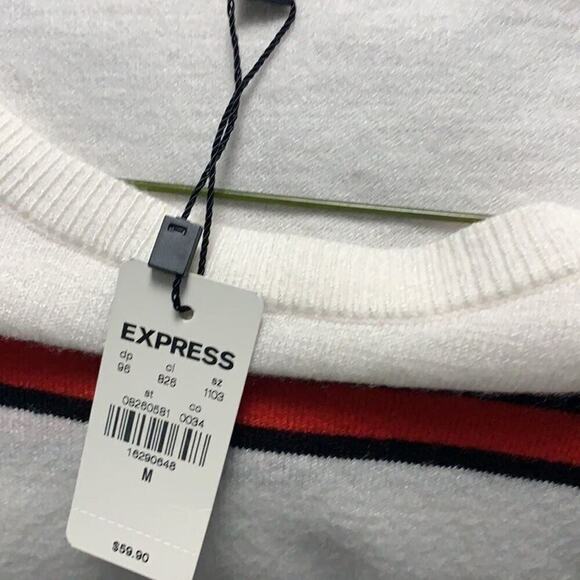 EXPRESS
dp cl sz
96 826 1103
st co
08260581 0034
16290648
M
$59.90